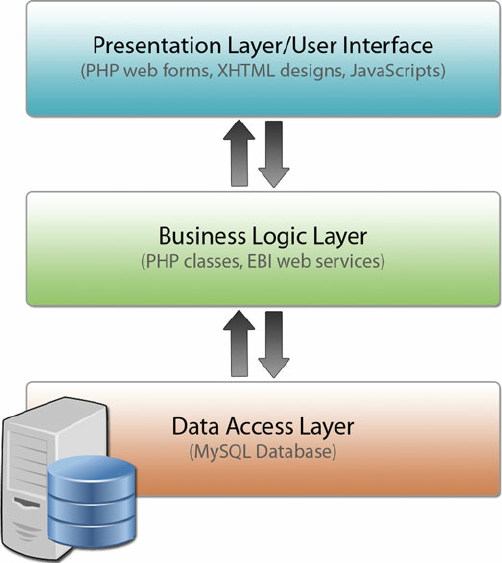 Presentation Layer/User Interface
(PHP web forms, XHTML designs, JavaScripts)
Business Logic Layer
(PHP classes, EBI web services)
Data Access Layer
(MySQL Database)